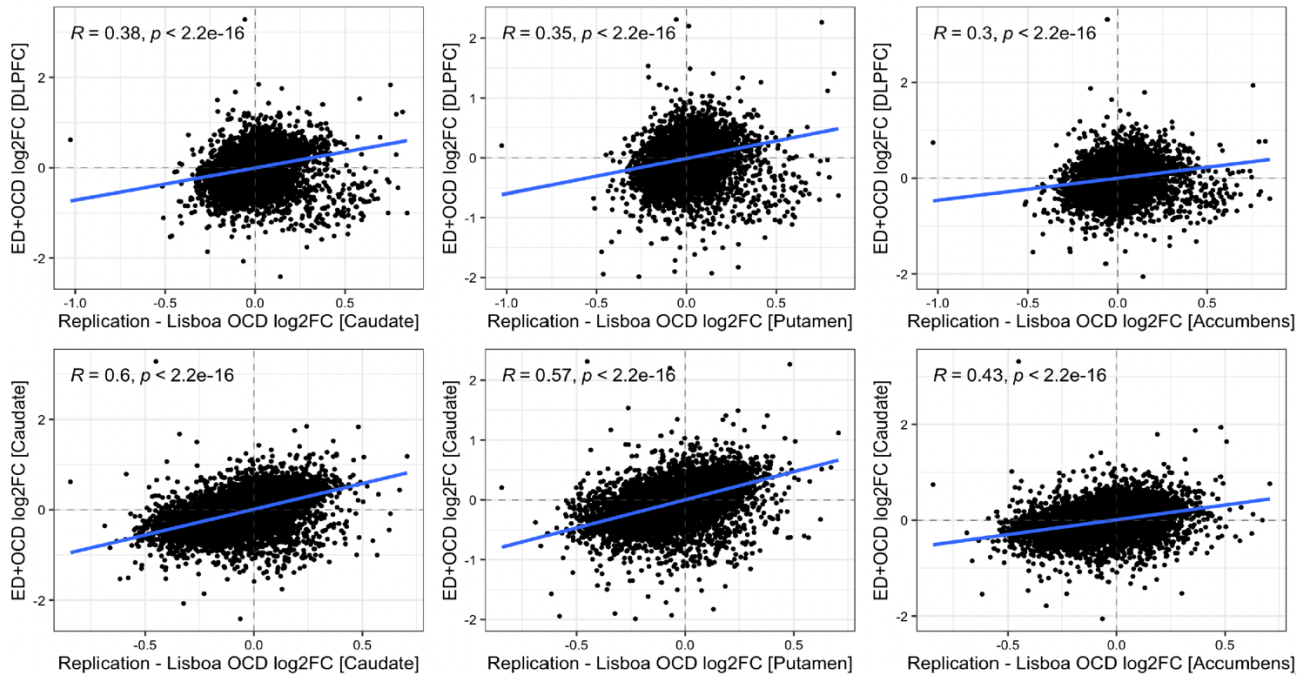 R = 0.38, p < 2.2e-16
ED+OCD log2FC [DLPFC]
2
0
-2
-1.0
-0.5
0.0
0.5
Replication - Lisboa OCD log2FC [Caudate]
R = 0.35, p < 2.2e-16
ED+OCD log2FC [DLPFC]
2
1
0
-1
-2
-1.0
-0.5
0.0
0.5
Replication - Lisboa OCD log2FC [Putamen]
R = 0.3, p < 2.2e-16
ED+OCD log2FC [DLPFC]
2
0
-2
-1.0
-0.5
0.0
0.5
Replication - Lisboa OCD log2FC [Accumbens]
R = 0.6, p < 2.2e-16
ED+OCD log2FC [Caudate]
2
0
-2
-0.5
0.0
0.5
Replication - Lisboa OCD log2FC [Caudate]
R = 0.57, p < 2.2e-16
ED+OCD log2FC [Caudate]
2
1
0
-1
-2
-0.5
0.0
0.5
Replication - Lisboa OCD log2FC [Putamen]
R = 0.43, p < 2.2e-16
ED+OCD log2FC [Caudate]
2
0
-2
-0.5
0.0
0.5
Replication - Lisboa OCD log2FC [Accumbens]